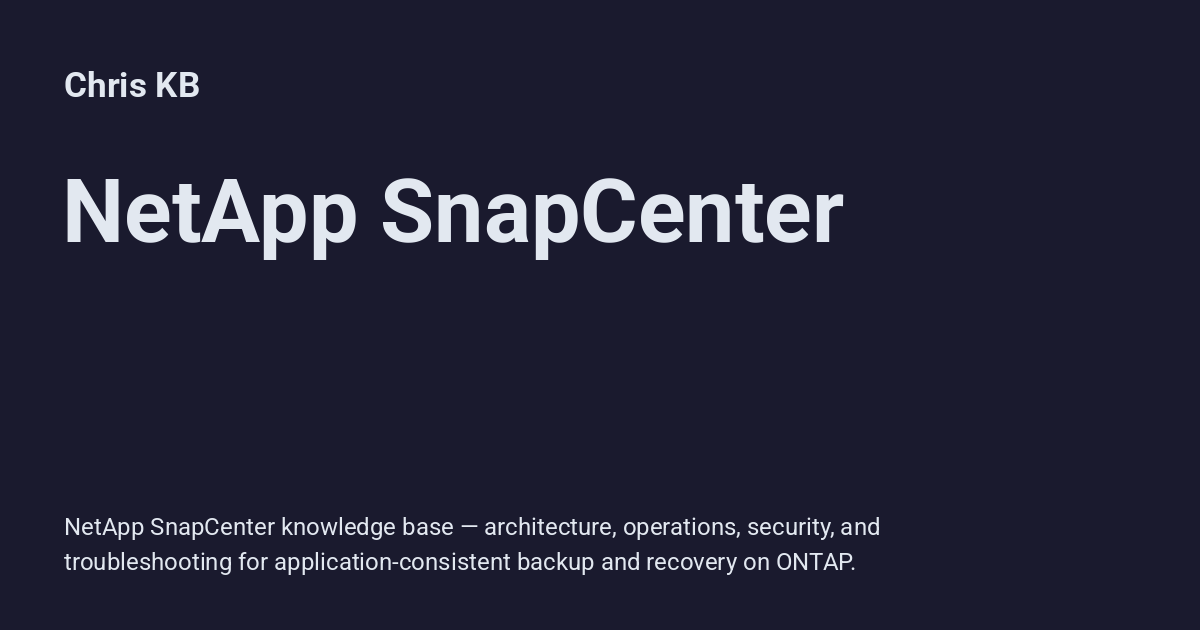 Chris KB
NetApp SnapCenter
NetApp SnapCenter knowledge base — architecture, operations, security, and
troubleshooting for application-consistent backup and recovery on ONTAP.